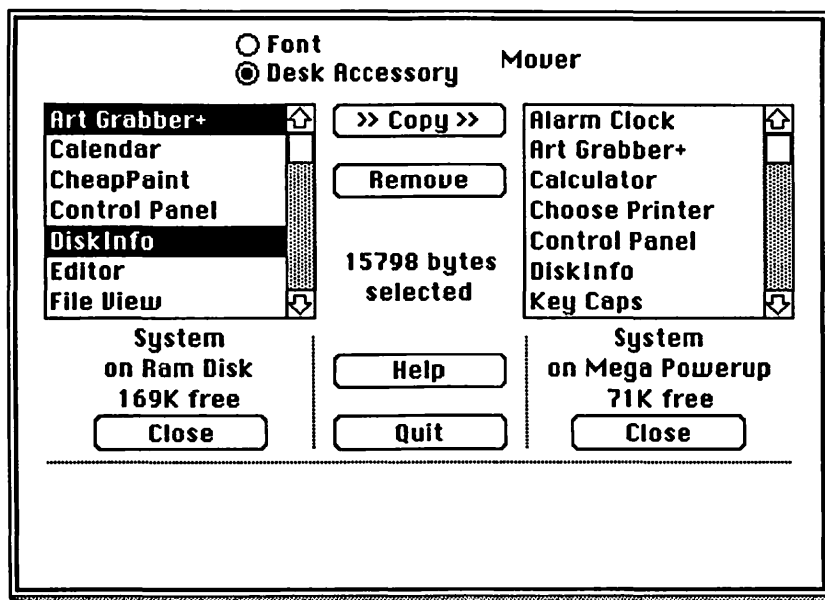 Font
Desk Accessory
Mover
Art Grabber+
Calendar
CheapPaint
Control Panel
DiskInfo
Editor
File View
>> Copy >>
Remove
15798 bytes
selected
Alarm Clock
Art Grabber+
Calculator
Choose Printer
Control Panel
DiskInfo
Key Caps
System
on Ram Disk
169K free
Close
Help
Quit
System
on Mega Powerup
71K free
Close